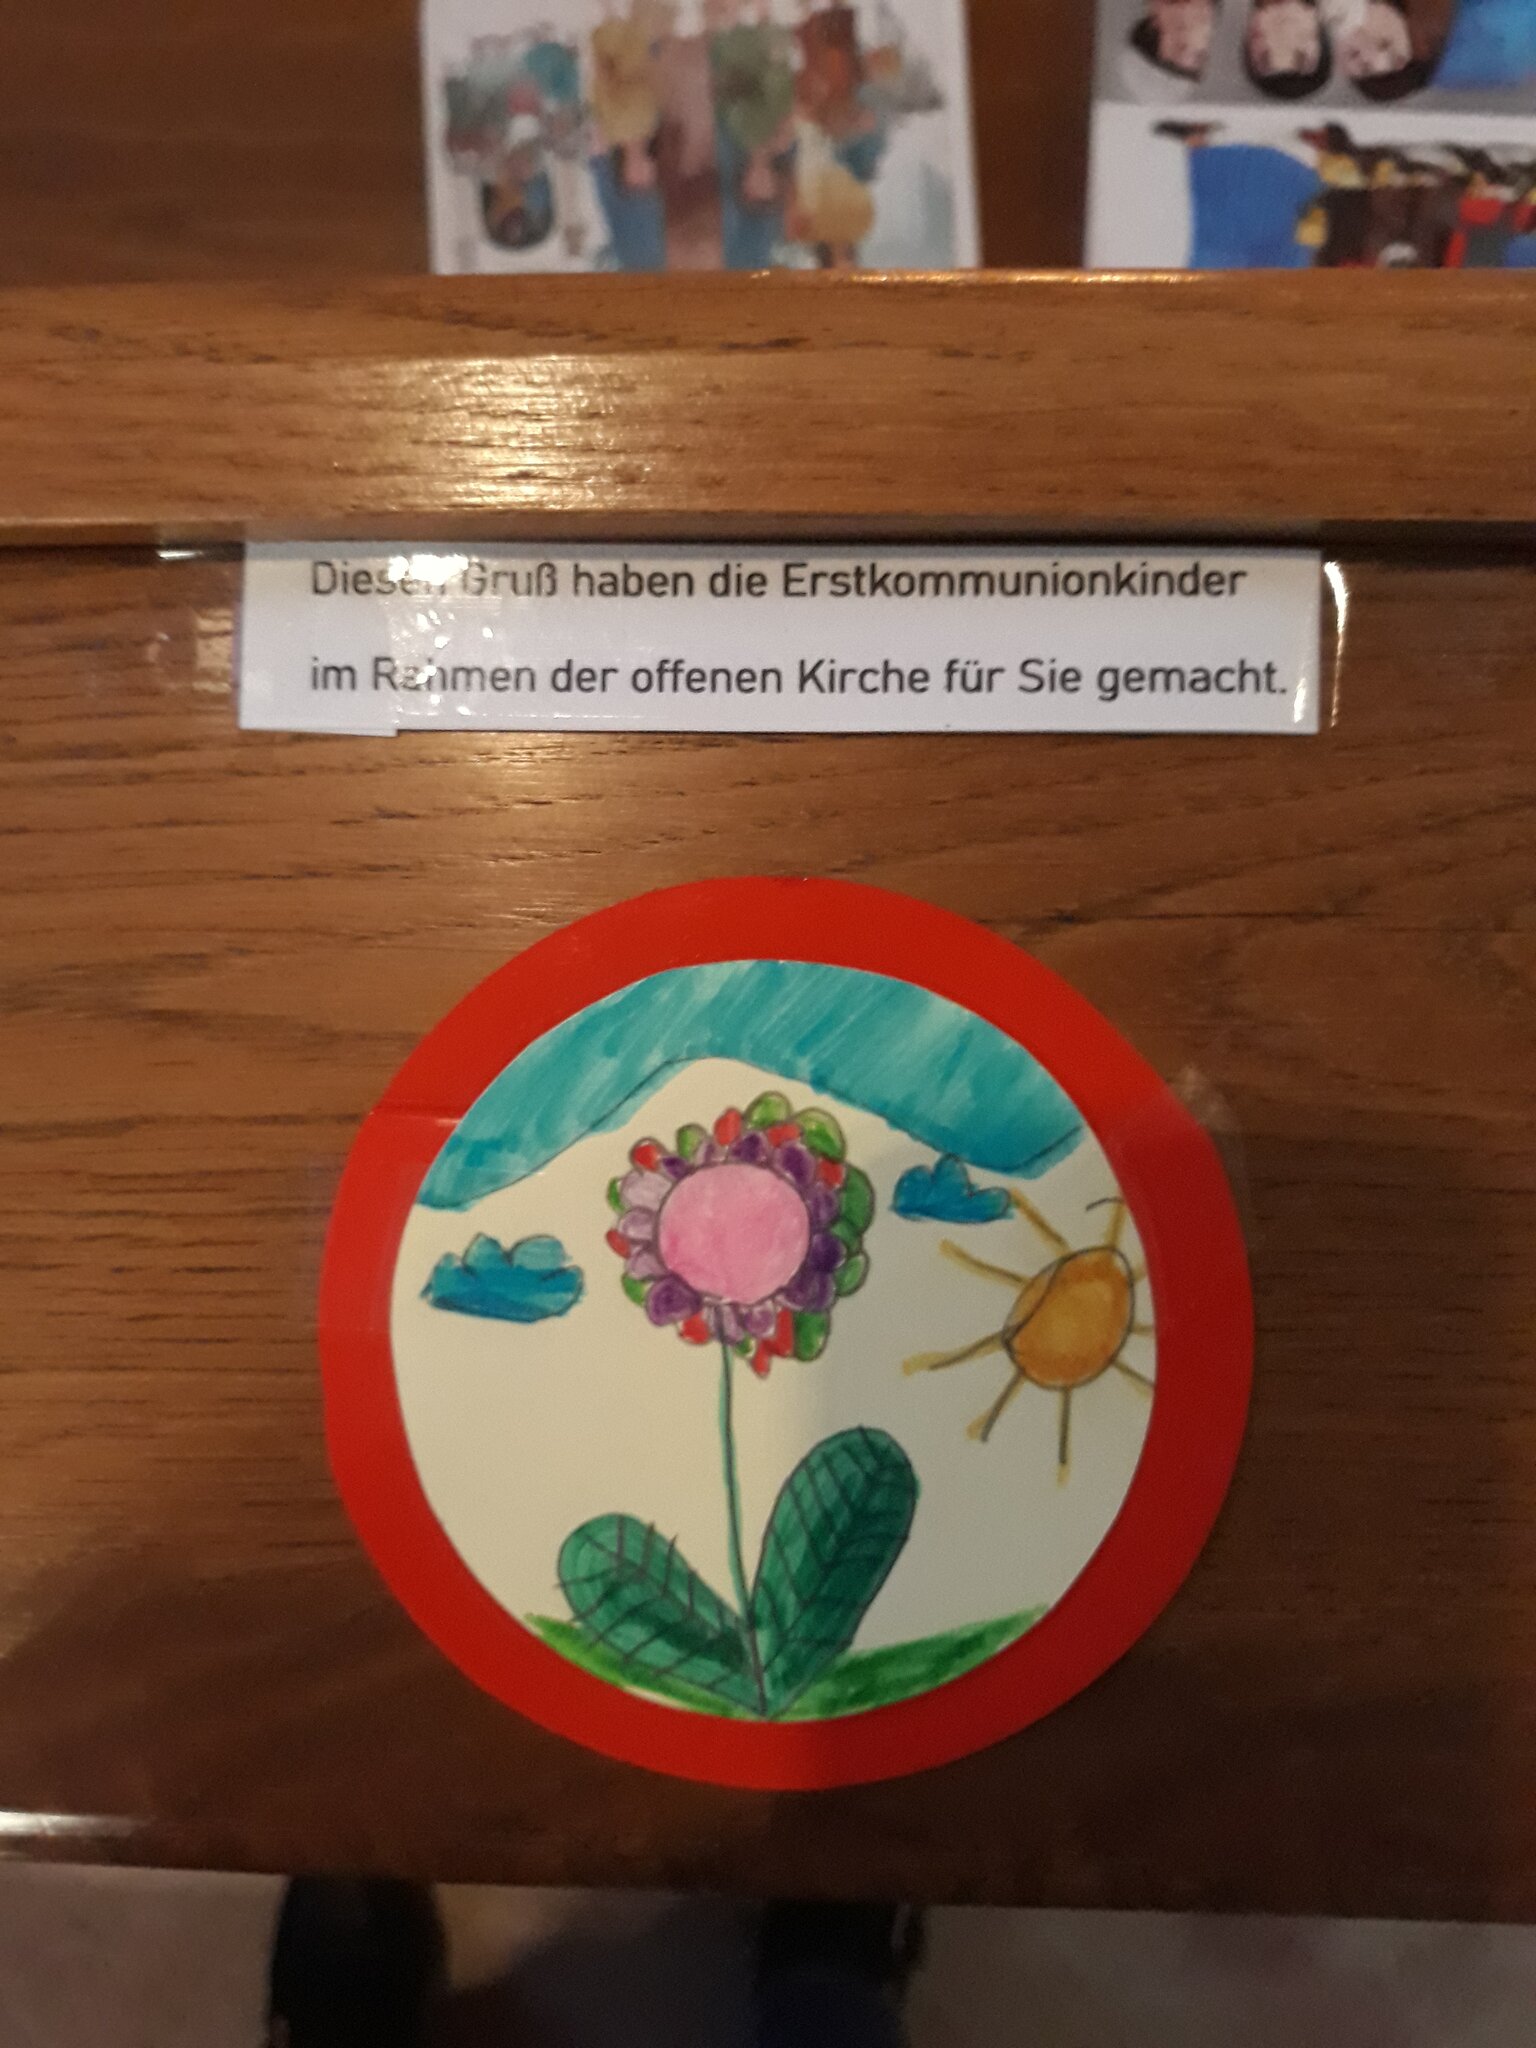 Diesen Gruß haben die Erstkommunionkinder
im Rahmen der offenen Kirche für Sie gemacht.